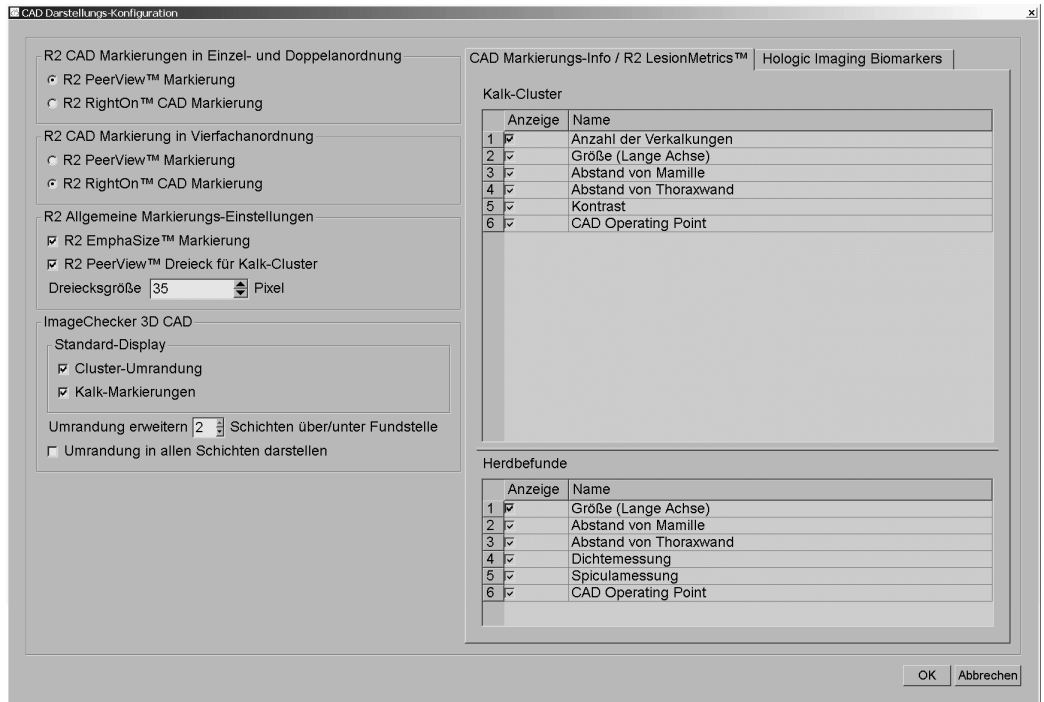 CAD Darstellungs-Konfiguration
R2 CAD Markierungen in Einzel- und Doppelanordnung
R2 PeerView™ Markierung
R2 RightOn™ CAD Markierung
R2 CAD Markierung in Vierfachanordnung
R2 PeerView™ Markierung
R2 RightOn™ CAD Markierung
R2 Allgemeine Markierungs-Einstellungen
R2 EmphaSize™ Markierung
R2 PeerView™ Dreieck für Kalk-Cluster
Dreiecksgröße 35 Pixel
ImageChecker 3D CAD
Standard-Display
Cluster-Umrandung
Kalk-Markierungen
Umrandung erweitern 2 Schichten über/unter Fundstelle
Umrandung in allen Schichten darstellen
CAD Markierungs-Info / R2 LesionMetrics™ Hologic Imaging Biomarkers
Kalk-Cluster
Anzeige Name
1 Anzahl der Verkalkungen
2 Größe (Lange Achse)
3 Abstand von Mamille
4 Abstand von Thoraxwand
5 Kontrast
6 CAD Operating Point
Herdbefunde
Anzeige Name
1 Größe (Lange Achse)
2 Abstand von Mamille
3 Abstand von Thoraxwand
4 Dichtemessung
5 Spiculamessung
6 CAD Operating Point
OK Abbrechen